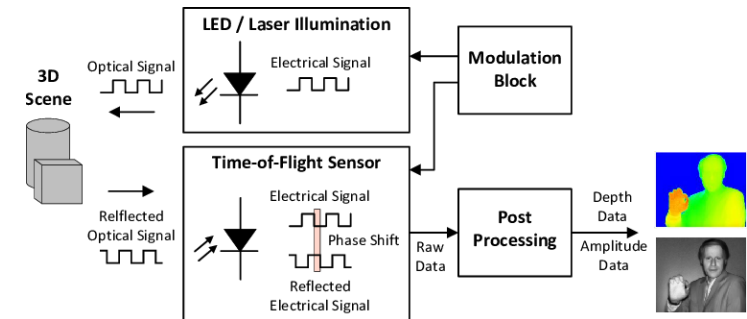 LED / Laser Illumination
Optical Signal
Electrical Signal
Modulation
Block
3D
Scene
Time-of-Flight Sensor
Electrical Signal
Phase Shift
Relflected
Optical Signal
Reflected
Electrical Signal
Raw
Data
Post
Processing
Depth
Data
Amplitude
Data